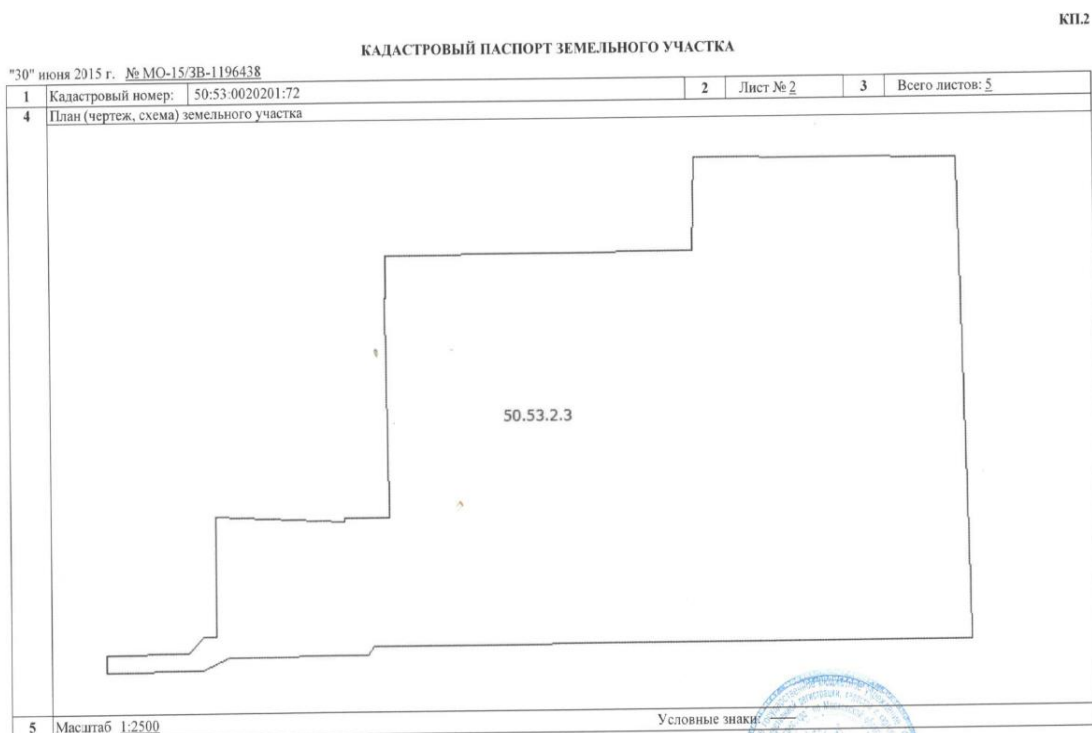 КП.2
КАДАСТРОВЫЙ ПАСПОРТ ЗЕМЕЛЬНОГО УЧАСТКА
"30" июня 2015 г. № МО-15/ЗВ-1196438
1 Кадастровый номер: 50:53:0020201:72 2 Лист № 2 3 Всего листов: 5
4 План (чертеж, схема) земельного участка
50.53.2.3
5 Масштаб 1:2500 Условные знаки: